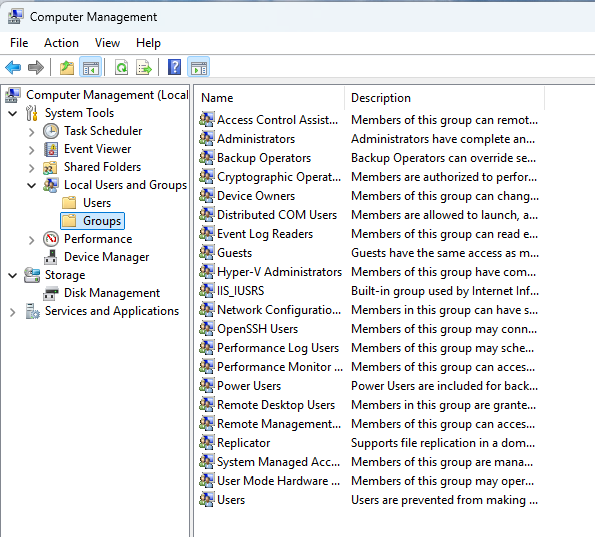 Computer Management
File Action View Help
Computer Management (Local
System Tools
Task Scheduler
Event Viewer
Shared Folders
Local Users and Groups
Users
Groups
Performance
Device Manager
Storage
Disk Management
Services and Applications
Name Description
Access Control Assist... Members of this group can remot...
Administrators Administrators have complete an...
Backup Operators Backup Operators can override se...
Cryptographic Operat... Members are authorized to perfor...
Device Owners Members of this group can chang...
Distributed COM Users Members are allowed to launch, a...
Event Log Readers Members of this group can read e...
Guests Guests have the same access as m...
Hyper-V Administrators Members of this group have com...
IIS_IUSRS Built-in group used by Internet Inf...
Network Configuratio... Members in this group can have s...
OpenSSH Users Members of this group may conn...
Performance Log Users Members of this group may sche...
Performance Monitor ... Members of this group can acces...
Power Users Power Users are included for back...
Remote Desktop Users Members in this group are grante...
Remote Management... Members of this group can acces...
Replicator Supports file replication in a dom...
System Managed Acc... Members of this group are mana...
User Mode Hardware ... Members of this group may oper...
Users Users are prevented from making ...